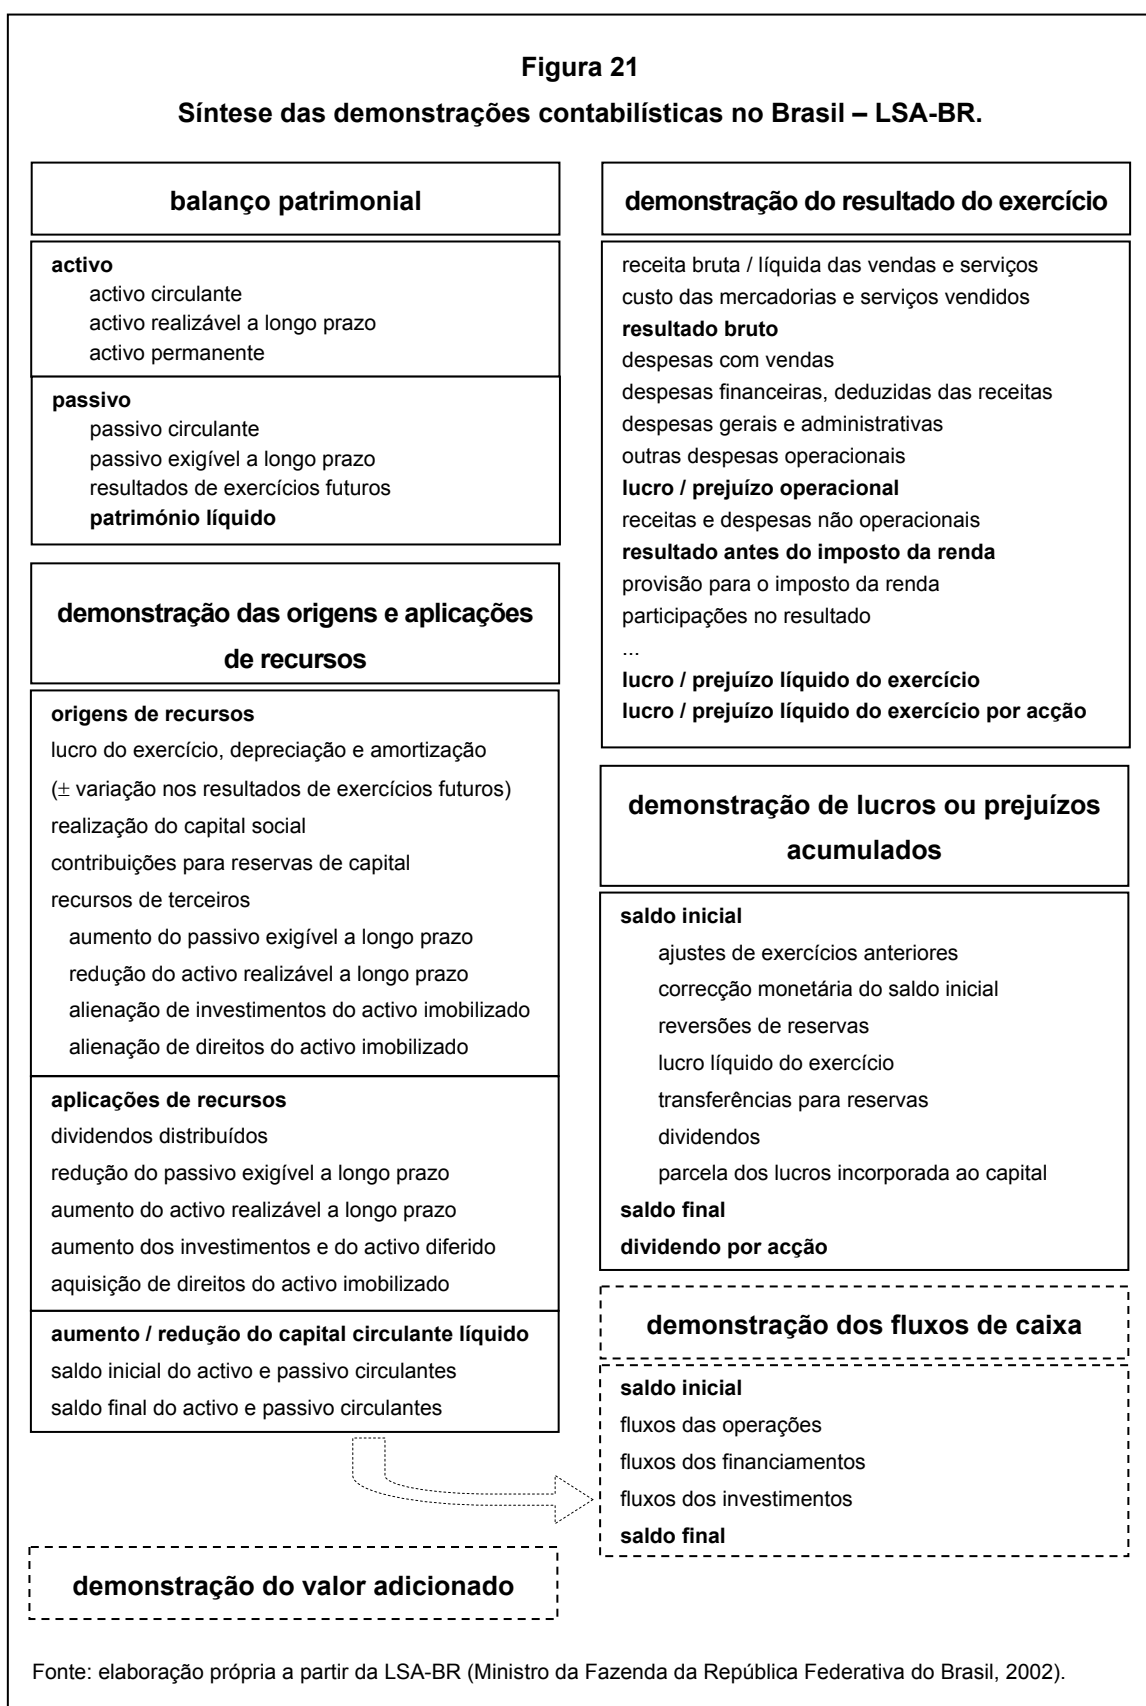 Figura 21
Síntese das demonstrações contabilísticas no Brasil – LSA-BR.
balanço patrimonial
activo
activo circulante
activo realizável a longo prazo
activo permanente
passivo
passivo circulante
passivo exigível a longo prazo
resultados de exercícios futuros
património líquido
demonstração das origens e aplicações
de recursos
origens de recursos
lucro do exercício, depreciação e amortização
(± variação nos resultados de exercícios futuros)
realização do capital social
contribuições para reservas de capital
recursos de terceiros
aumento do passivo exigível a longo prazo
redução do activo realizável a longo prazo
alienação de investimentos do activo imobilizado
alienação de direitos do activo imobilizado
aplicações de recursos
dividendos distribuídos
redução do passivo exigível a longo prazo
aumento do activo realizável a longo prazo
aumento dos investimentos e do activo diferido
aquisição de direitos do activo imobilizado
aumento / redução do capital circulante líquido
saldo inicial do activo e passivo circulantes
saldo final do activo e passivo circulantes
demonstração do valor adicionado
demonstração do resultado do exercício
receita bruta / líquida das vendas e serviços
custo das mercadorias e serviços vendidos
resultado bruto
despesas com vendas
despesas financeiras, deduzidas das receitas
despesas gerais e administrativas
outras despesas operacionais
lucro / prejuízo operacional
receitas e despesas não operacionais
resultado antes do imposto da renda
provisão para o imposto da renda
participações no resultado
...
lucro / prejuízo líquido do exercício
lucro / prejuízo líquido do exercício por acção
demonstração de lucros ou prejuízos
acumulados
saldo inicial
ajustes de exercícios anteriores
correcção monetária do saldo inicial
reversões de reservas
lucro líquido do exercício
transferências para reservas
dividendos
parcela dos lucros incorporada ao capital
saldo final
dividendo por acção
demonstração dos fluxos de caixa
saldo inicial
fluxos das operações
fluxos dos financiamentos
fluxos dos investimentos
saldo final
Fonte: elaboração própria a partir da LSA-BR (Ministro da Fazenda da República Federativa do Brasil, 2002).